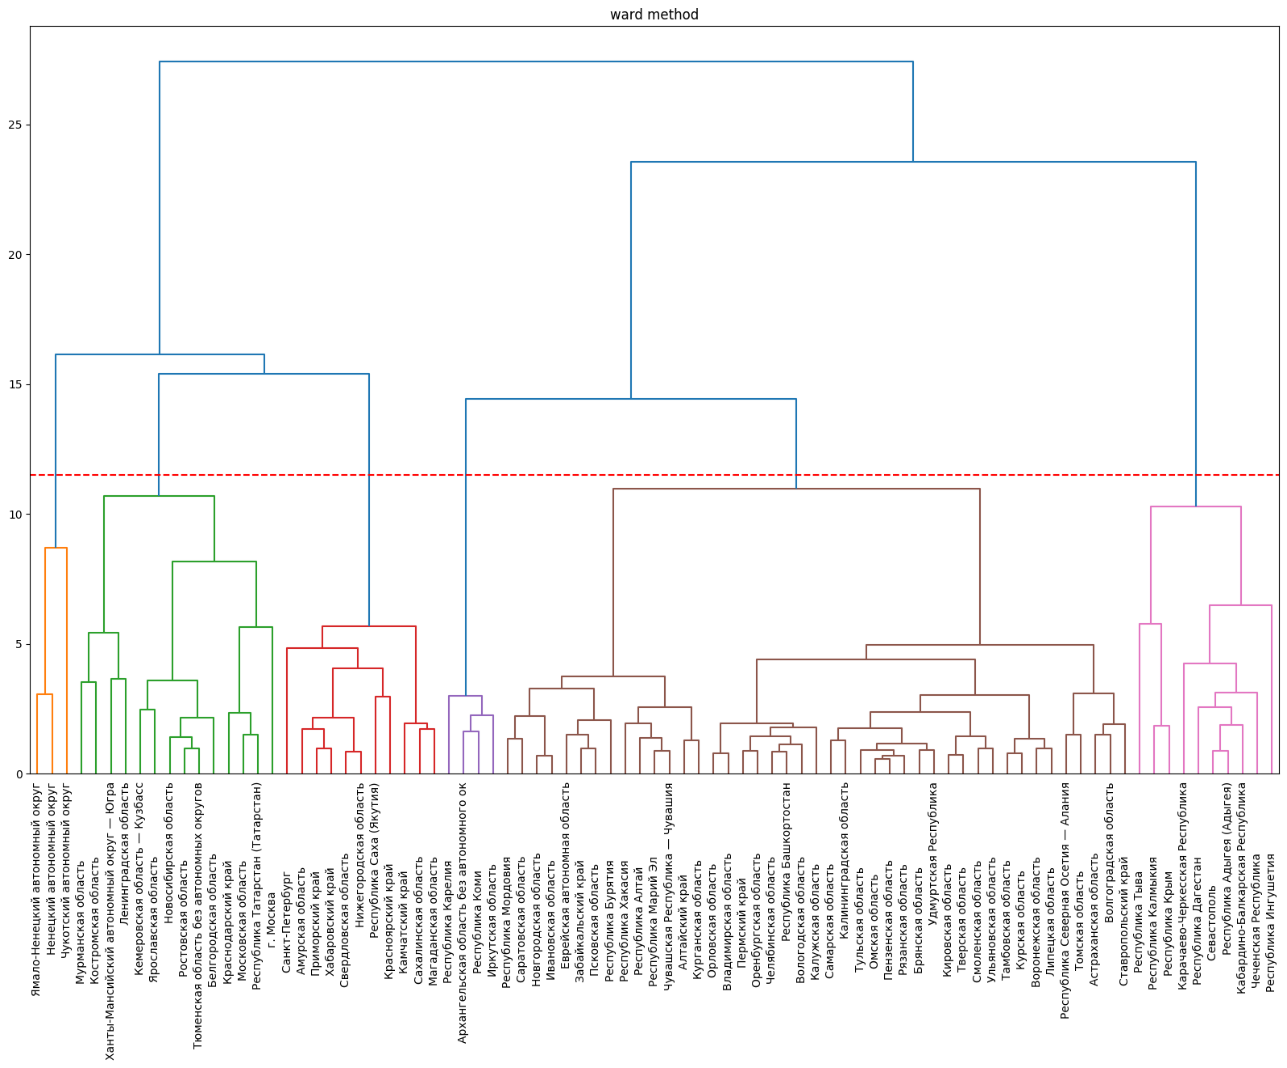 ward method
25
20
15
10
5
0
Ямало-Ненецкий автономный округ
Ненецкий автономный округ
Чукотский автономный округ
Мурманская область
Костромская область
Ханты-Мансийский автономный округ — Югра
Ленинградская область
Кемеровская область — Кузбасс
Ярославская область
Новосибирская область
Ростовская область
Тюменская область без автономных округов
Белгородская область
Краснодарский край
Московская область
Республика Татарстан (Татарстан)
г. Москва
Санкт-Петербург
Амурская область
Приморский край
Хабаровский край
Свердловская область
Нижегородская область
Республика Саха (Якутия)
Красноярский край
Камчатский край
Сахалинская область
Магаданская область
Республика Карелия
Архангельская область без автономного ок
Республика Коми
Иркутская область
Республика Мордовия
Саратовская область
Новгородская область
Ивановская область
Еврейская автономная область
Забайкальский край
Псковская область
Республика Бурятия
Республика Хакасия
Республика Алтай
Республика Марий Эл
Чувашская Республика — Чувашия
Алтайский край
Курганская область
Орловская область
Владимирская область
Пермский край
Оренбургская область
Челябинская область
Республика Башкортостан
Вологодская область
Калужская область
Самарская область
Калининградская область
Тульская область
Омская область
Пензенская область
Рязанская область
Брянская область
Удмуртская Республика
Кировская область
Тверская область
Смоленская область
Ульяновская область
Тамбовская область
Курская область
Воронежская область
Липецкая область
Республика Северная Осетия — Алания
Томская область
Астраханская область
Волгоградская область
Ставропольский край
Республика Тыва
Республика Калмыкия
Республика Крым
Карачаево-Черкесская Республика
Республика Дагестан
Севастополь
Республика Адыгея (Адыгея)
Кабардино-Балкарская Республика
Чеченская Республика
Республика Ингушетия